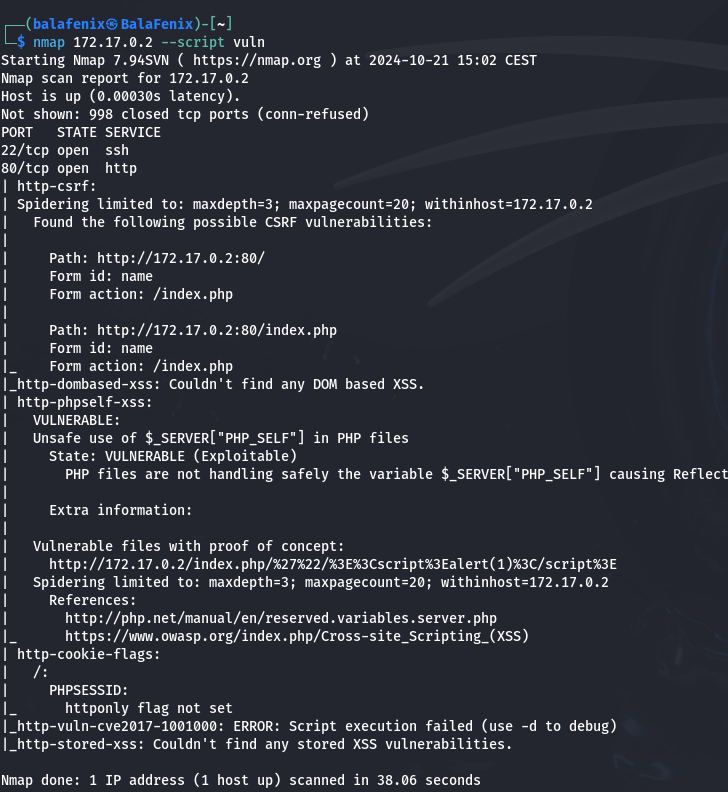 ┌──(balafenix㉿BalaFenix)-[~]
└─$ nmap 172.17.0.2 --script vuln
Starting Nmap 7.94SVN ( https://nmap.org ) at 2024-10-21 15:02 CEST
Nmap scan report for 172.17.0.2
Host is up (0.00030s latency).
Not shown: 998 closed tcp ports (conn-refused)
PORT   STATE SERVICE
22/tcp open  ssh
80/tcp open  http
| http-csrf:
| Spidering limited to: maxdepth=3; maxpagecount=20; withinhost=172.17.0.2
|   Found the following possible CSRF vulnerabilities:
|
|     Path: http://172.17.0.2:80/
|     Form id: name
|     Form action: /index.php
|
|     Path: http://172.17.0.2:80/index.php
|     Form id: name
|_    Form action: /index.php
|_http-dombased-xss: Couldn't find any DOM based XSS.
| http-phpself-xss:
|   VULNERABLE:
|   Unsafe use of $_SERVER["PHP_SELF"] in PHP files
|     State: VULNERABLE (Exploitable)
|       PHP files are not handling safely the variable $_SERVER["PHP_SELF"] causing Reflect
|
|     Extra information:
|
|   Vulnerable files with proof of concept:
|     http://172.17.0.2/index.php/%27%22/%3E%3Cscript%3Ealert(1)%3C/script%3E
|   Spidering limited to: maxdepth=3; maxpagecount=20; withinhost=172.17.0.2
|     References:
|       http://php.net/manual/en/reserved.variables.server.php
|_      https://www.owasp.org/index.php/Cross-site_Scripting_(XSS)
| http-cookie-flags:
|   /:
|     PHPSESSID:
|_      httponly flag not set
|_http-vuln-cve2017-1001000: ERROR: Script execution failed (use -d to debug)
|_http-stored-xss: Couldn't find any stored XSS vulnerabilities.

Nmap done: 1 IP address (1 host up) scanned in 38.06 seconds